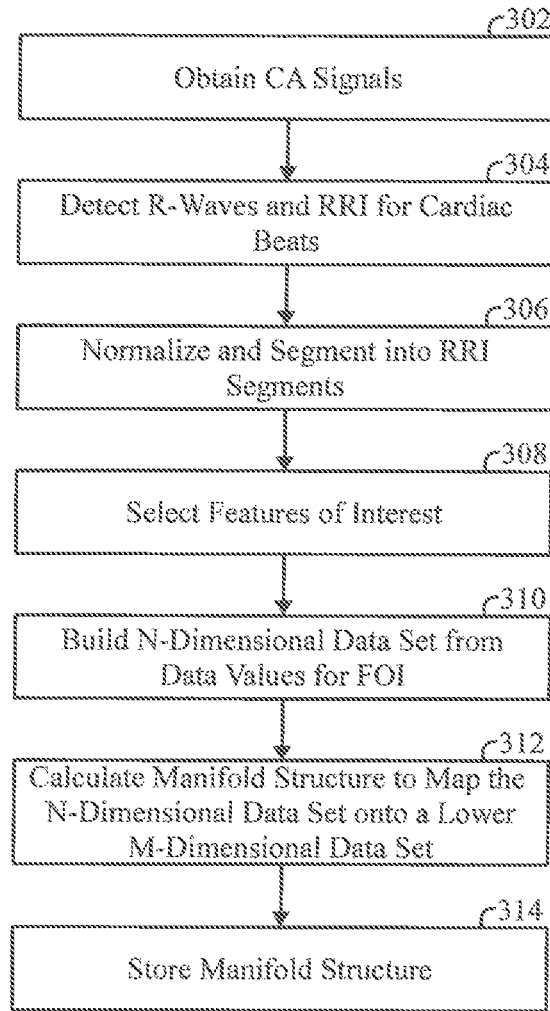 302
Obtain CA Signals
304
Detect R-Waves and RRI for Cardiac
Beats
306
Normalize and Segment into RRI
Segments
308
Select Features of Interest
310
Build N-Dimensional Data Set from
Data Values for FOI
312
Calculate Manifold Structure to Map the
N-Dimensional Data Set onto a Lower
M-Dimensional Data Set
314
Store Manifold Structure